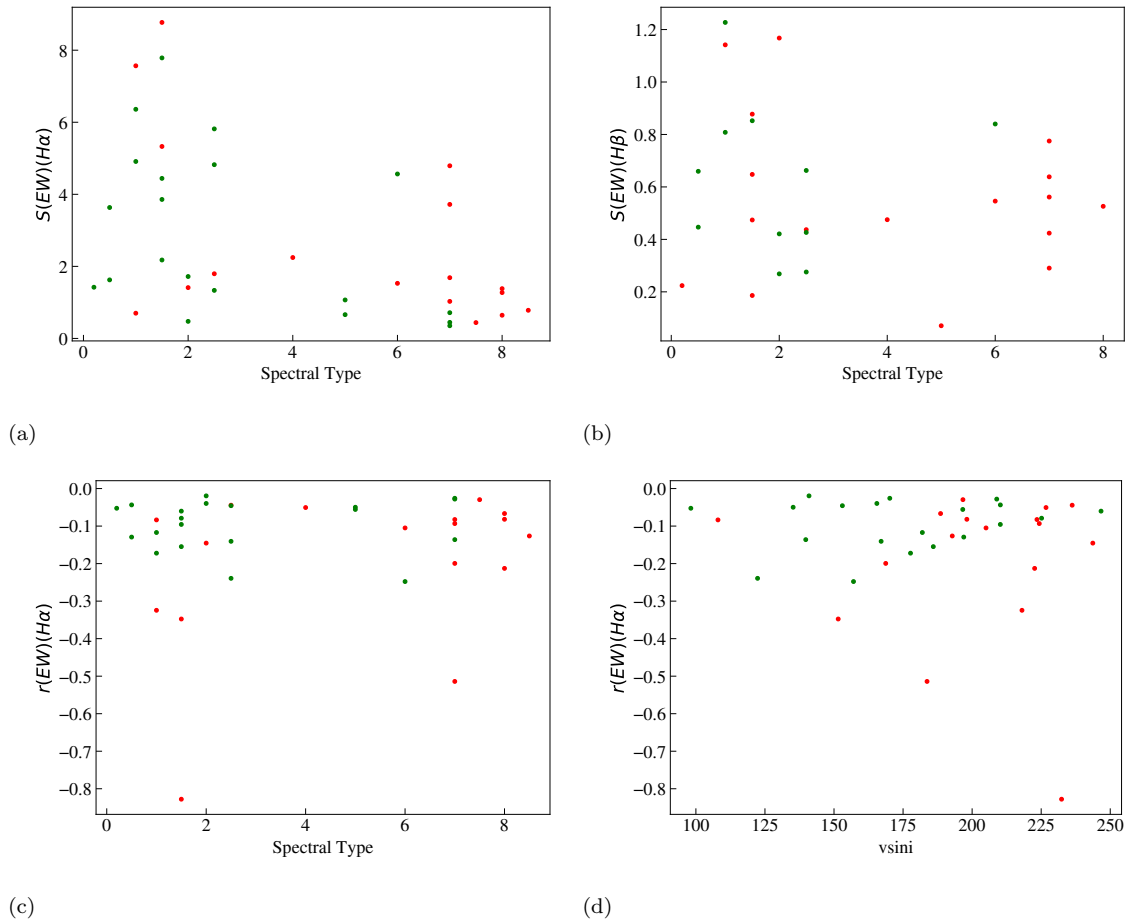 8
6
4
2
0
S(EW)(Hα)
0 2 4 6 8
Spectral Type
(a)
1.2
1.0
0.8
0.6
0.4
0.2
S(EW)(Hβ)
0 2 4 6 8
Spectral Type
(b)
0.0
−0.1
−0.2
−0.3
−0.4
−0.5
−0.6
−0.7
−0.8
r(EW)(Hα)
0 2 4 6 8
Spectral Type
(c)
0.0
−0.1
−0.2
−0.3
−0.4
−0.5
−0.6
−0.7
−0.8
r(EW)(Hα)
100 125 150 175 200 225 250
vsini
(d)